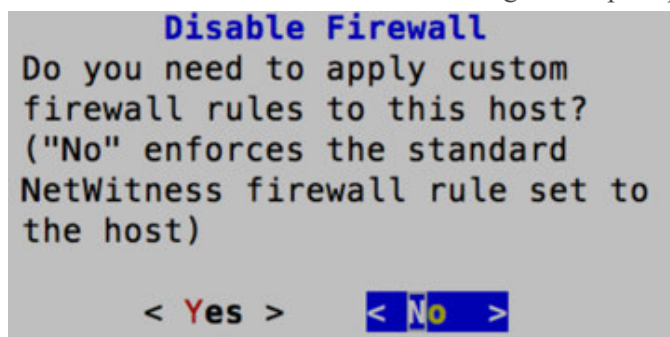 Disable Firewall
Do you need to apply custom
firewall rules to this host?
("No" enforces the standard
NetWitness firewall rule set to
the host)
< Yes > < No >